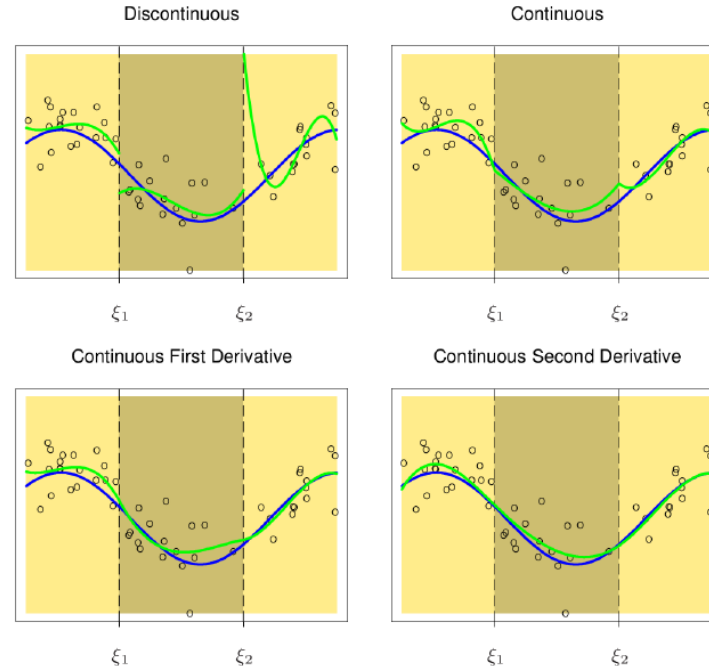 Discontinuous
Continuous
ξ1 ξ2
ξ1 ξ2
Continuous First Derivative
Continuous Second Derivative
ξ1 ξ2
ξ1 ξ2